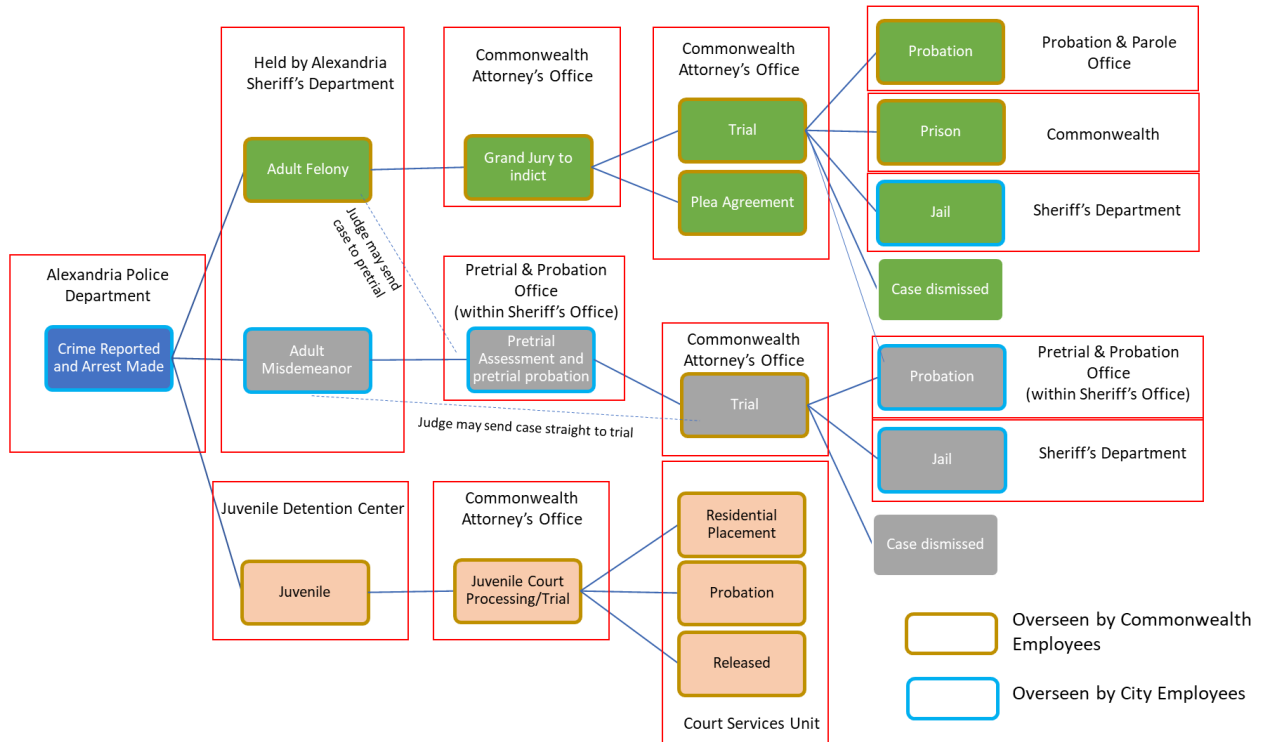 Alexandria Police
Department
Crime Reported
and Arrest Made
Held by Alexandria
Sheriff's Department
Adult Felony
Judge may send
case to pretrial
Adult
Misdemeanor
Juvenile Detention Center
Juvenile
Commonwealth
Attorney's Office
Grand Jury to
indict
Pretrial & Probation
Office
(within Sheriff's Office)
Pretrial
Assessment and
pretrial probation
Judge may send case straight to trial
Commonwealth
Attorney's Office
Juvenile Court
Processing/Trial
Commonwealth
Attorney's Office
Trial
Plea Agreement
Commonwealth
Attorney's Office
Trial
Residential
Placement
Probation
Released
Court Services Unit
Probation
Probation & Parole
Office
Prison
Commonwealth
Jail
Sheriff's Department
Case dismissed
Probation
Pretrial & Probation
Office
(within Sheriff's Office)
Jail
Sheriff's Department
Case dismissed
Overseen by Commonwealth
Employees
Overseen by City Employees